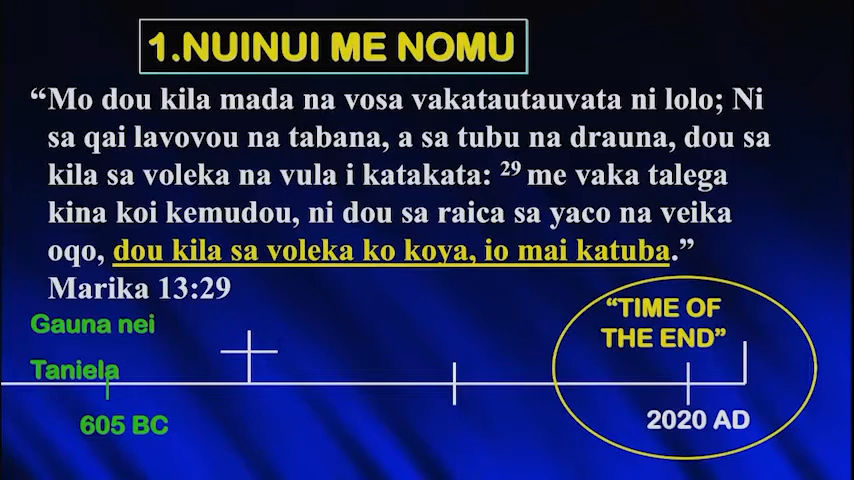 1.NUINUI ME NOMU
“Mo dou kila mada na vosa vakatautauvata ni lolo; Ni
sa qai lavovou na tabana, a sa tubu na drauna, dou sa
kila sa voleka na vula i katakata: 29 me vaka talega
kina koi kemudou, ni dou sa raica sa yaco na veika
oqo, dou kila sa voleka ko koya, io mai katuba.”
Marika 13:29
Gauna nei
Taniela
605 BC
“TIME OF
THE END”
2020 AD